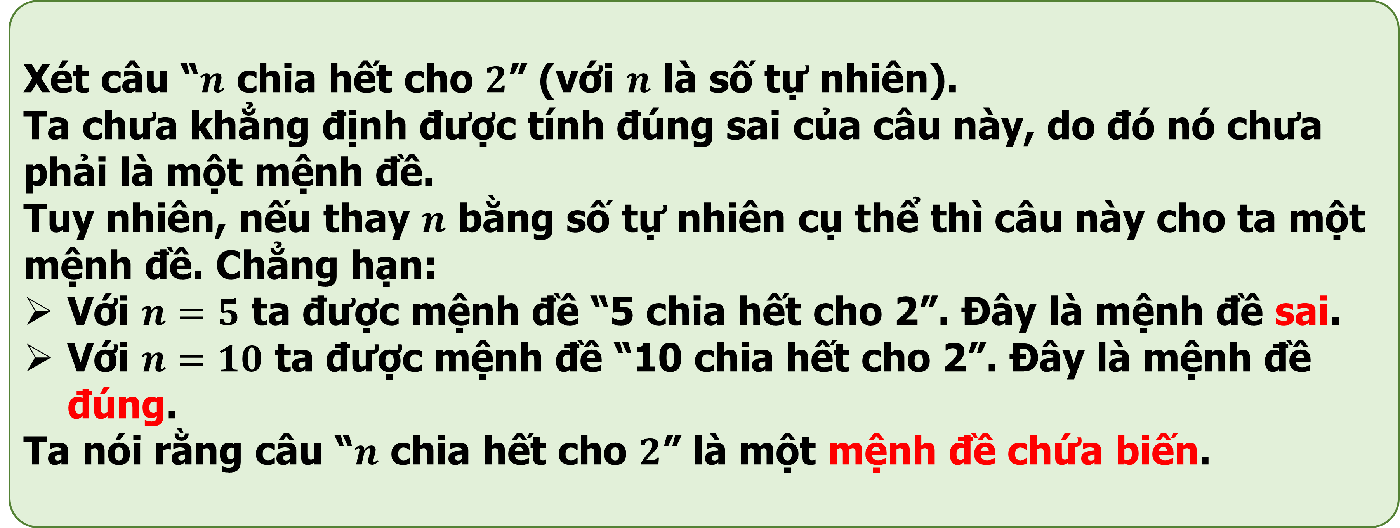 Xét câu “𝒏 chia hết cho 𝟐” (với 𝒏 là số tự nhiên).
Ta chưa khẳng định được tính đúng sai của câu này, do đó nó chưa
phải là một mệnh đề.
Tuy nhiên, nếu thay 𝒏 bằng số tự nhiên cụ thể thì câu này cho ta một
mệnh đề. Chẳng hạn:
➢ Với 𝒏 = 𝟓 ta được mệnh đề “5 chia hết cho 2”. Đây là mệnh đề sai.
➢ Với 𝒏 = 𝟏𝟎 ta được mệnh đề “10 chia hết cho 2”. Đây là mệnh đề
đúng.
Ta nói rằng câu “𝒏 chia hết cho 𝟐” là một mệnh đề chứa biến.